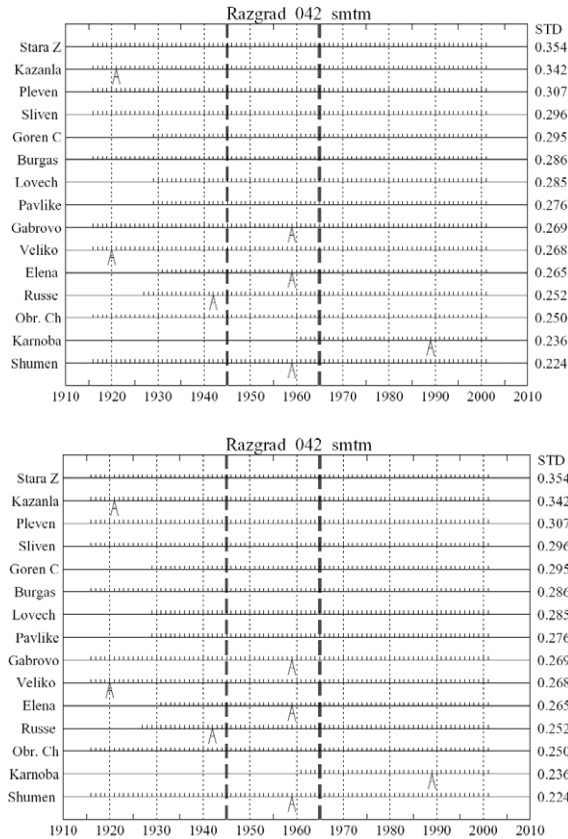 Razgrad 042 smtm
STD
Stara Z 0.354
Kazanla 0.342
Pleven 0.307
Sliven 0.296
Goren C 0.295
Burgas 0.286
Lovech 0.285
Pavlike 0.276
Gabrovo 0.269
Veliko 0.268
Elena 0.265
Russe 0.252
Obr. Ch 0.250
Karnoba 0.236
Shumen 0.224
1910 1920 1930 1940 1950 1960 1970 1980 1990 2000 2010
Razgrad 042 smtm
STD
Stara Z 0.354
Kazanla 0.342
Pleven 0.307
Sliven 0.296
Goren C 0.295
Burgas 0.286
Lovech 0.285
Pavlike 0.276
Gabrovo 0.269
Veliko 0.268
Elena 0.265
Russe 0.252
Obr. Ch 0.250
Karnoba 0.236
Shumen 0.224
1910 1920 1930 1940 1950 1960 1970 1980 1990 2000 2010